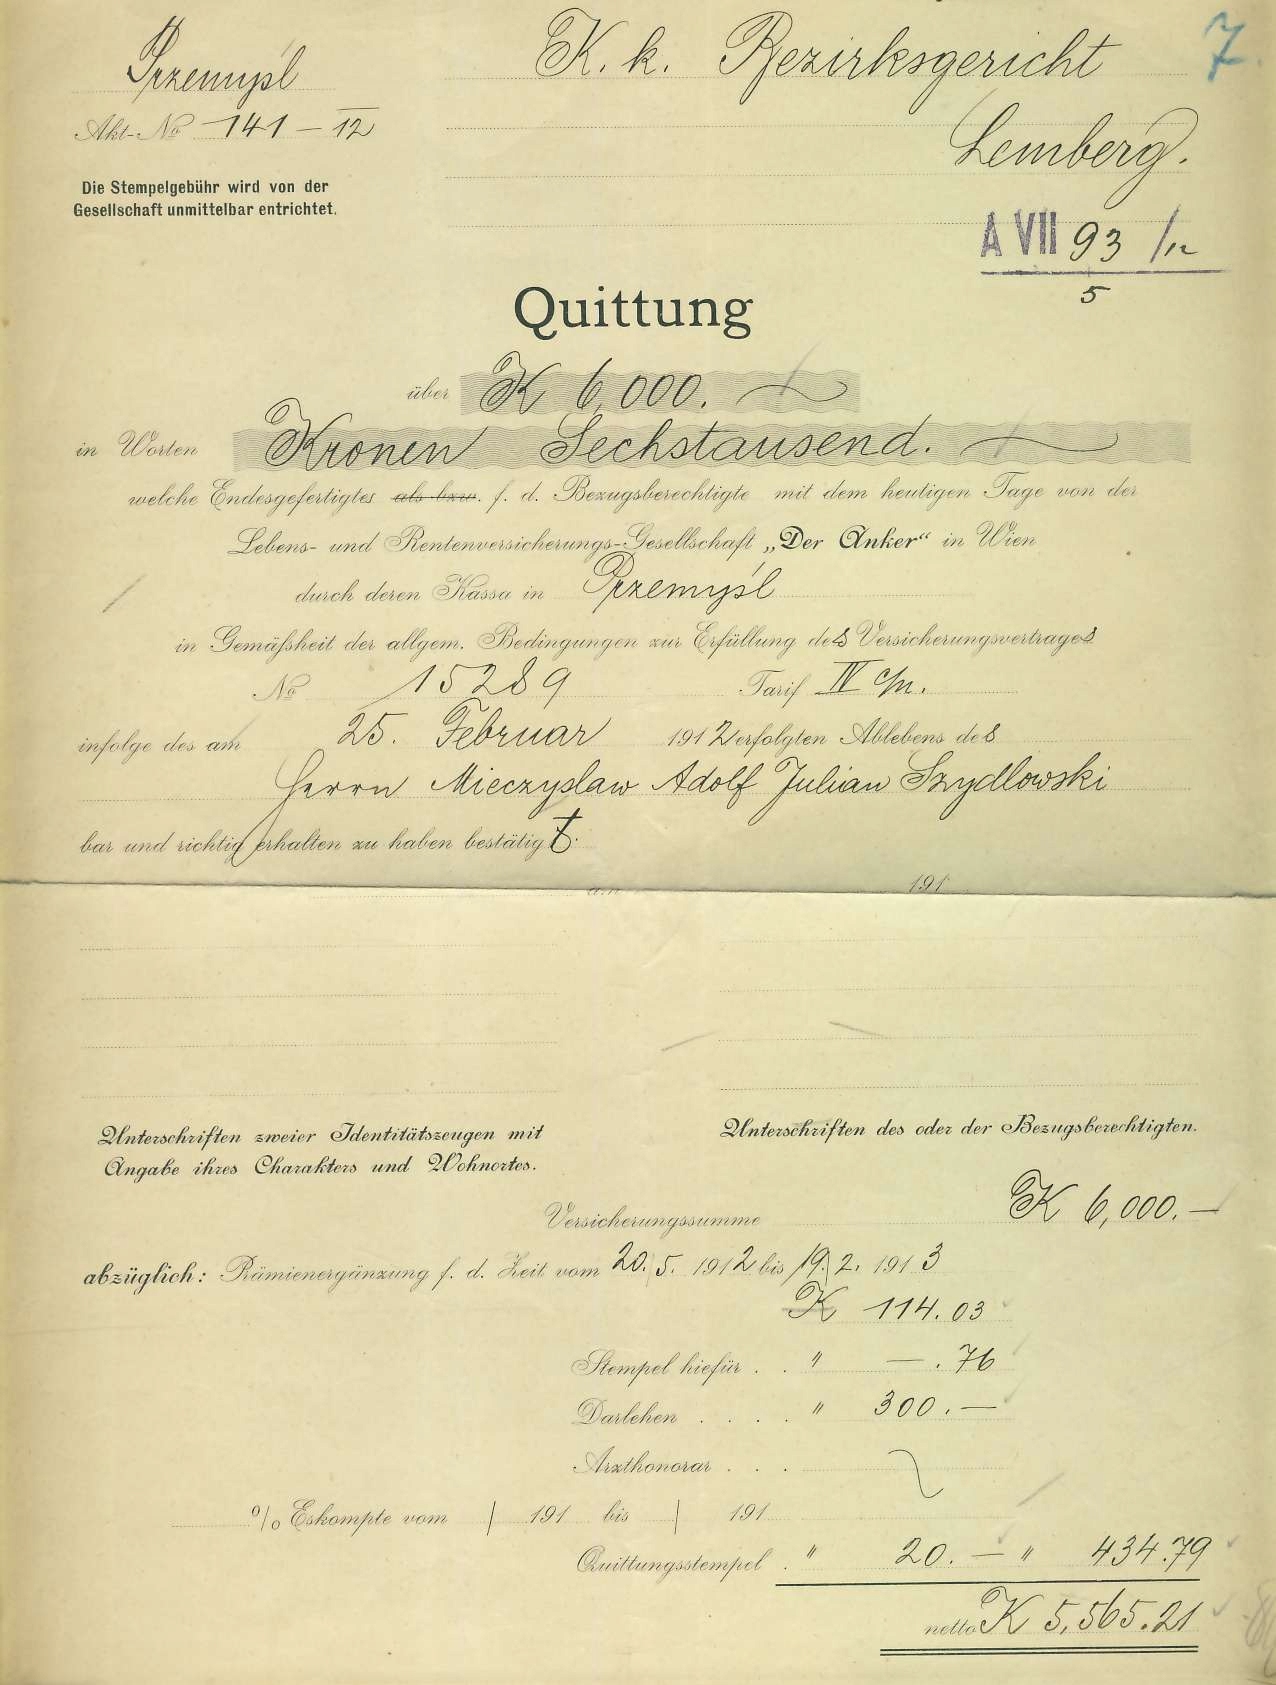 Przemyśl
K. k. Bezirksgericht
7
Akt-No 141 - 12
Lemberg.
Die Stempelgebühr wird von der
Gesellschaft unmittelbar entrichtet.
A VII 93 /12
5
Quittung
über K 6,000.
in Worten Kronen Sechstausend.
welche Endesgefertigtes als bzw. f. d. Bezugsberechtigte mit dem heutigen Tage von der
Lebens- und Rentenversicherungs-Gesellschaft „Der Anker“ in Wien
durch deren Kassa in Przemyśl
in Gemäßheit der allgem. Bedingungen zur Erfüllung des Versicherungsvertrages
No 15289 Tarif IV c/m.
infolge des am 25. Februar 1912 erfolgten Ablebens des
Herrn Mieczyslaw Adolf Julian Szydlowski
bar und richtig erhalten zu haben bestätigt.
am 191
Unterschriften zweier Identitätszeugen mit
Angabe ihres Charakters und Wohnortes.
Unterschriften des oder der Bezugsberechtigten.
Versicherungssumme K 6,000.—
abzüglich: Prämienergänzung f. d. Zeit vom 20. 5. 1912 bis 19. 2. 1913
K 114.03
Stempel hiefür . . " — .76
Darlehen . . . . " 300.—
Arzthonorar . . .
% Eskompte vom / 191 bis / 191
Quittungsstempel . " 20.— " 434.79
netto K 5,565.21